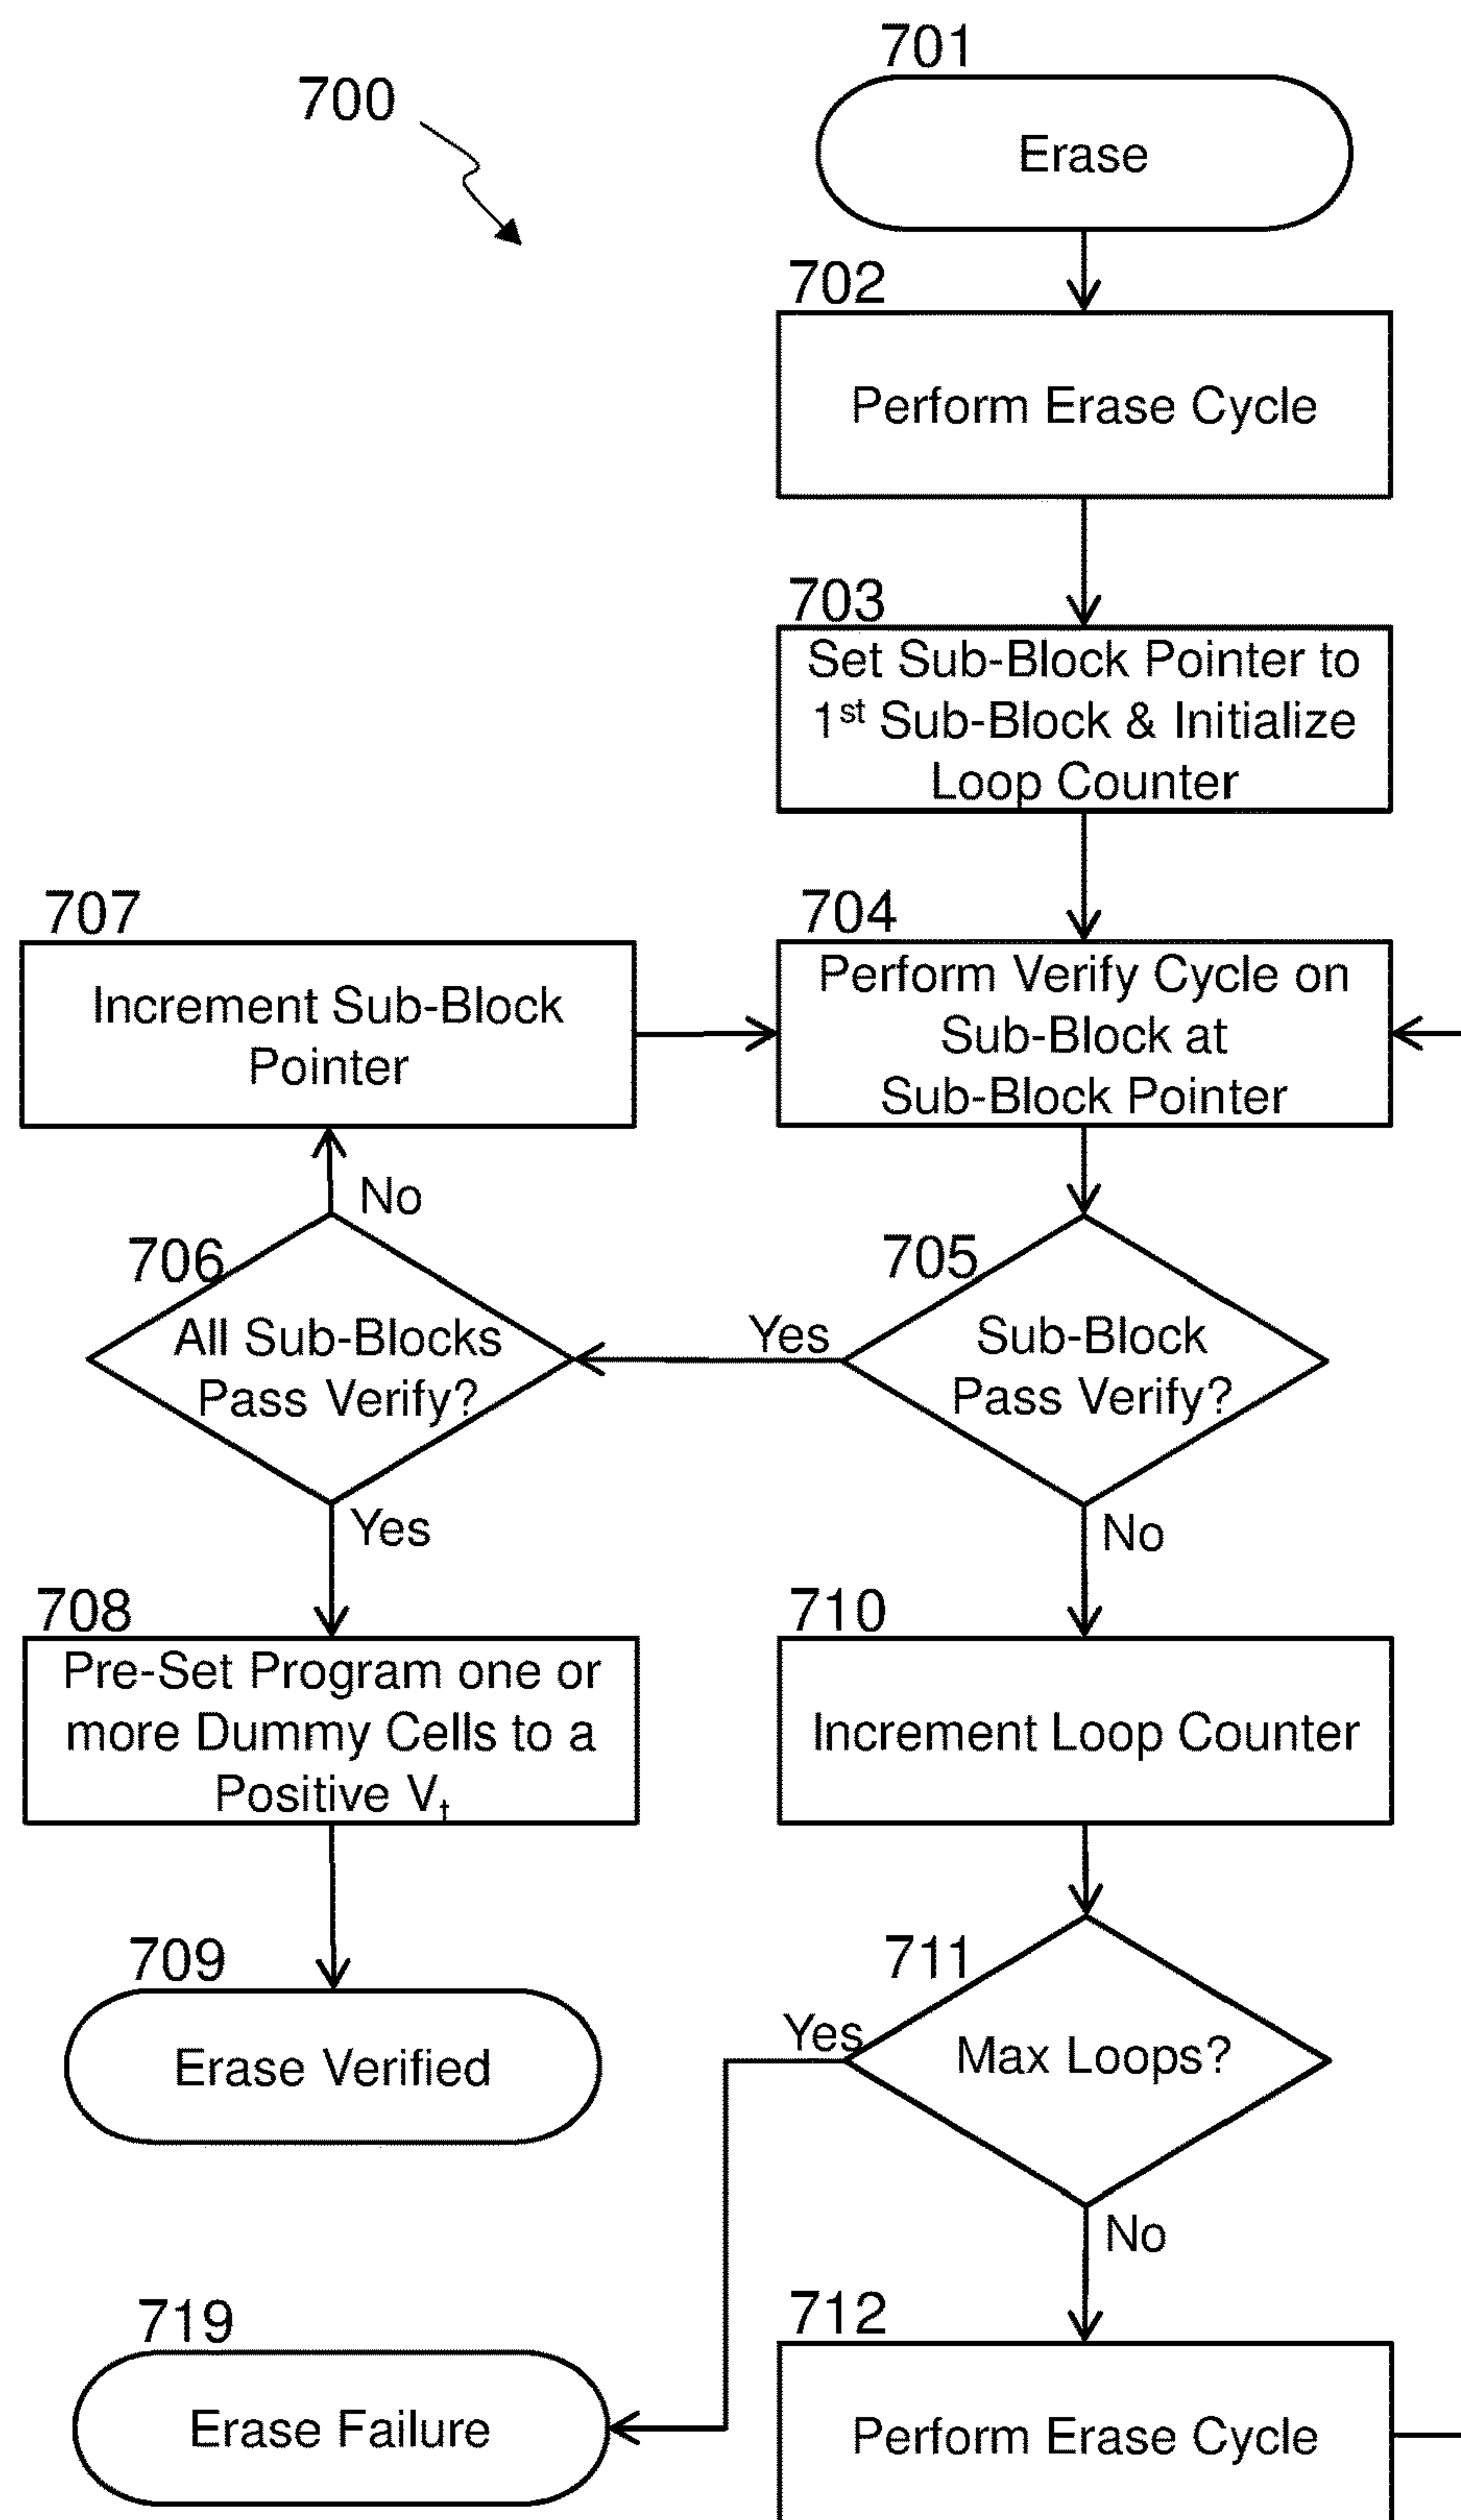 700
701
Erase
702
Perform Erase Cycle
703
Set Sub-Block Pointer to
1st Sub-Block & Initialize
Loop Counter
707
Increment Sub-Block
Pointer
704
Perform Verify Cycle on
Sub-Block at
Sub-Block Pointer
No
706
All Sub-Blocks
Pass Verify?
Yes
705
Sub-Block
Pass Verify?
Yes
No
708
Pre-Set Program one or
more Dummy Cells to a
Positive Vt
710
Increment Loop Counter
709
Erase Verified
711
Yes
Max Loops?
No
719
Erase Failure
712
Perform Erase Cycle